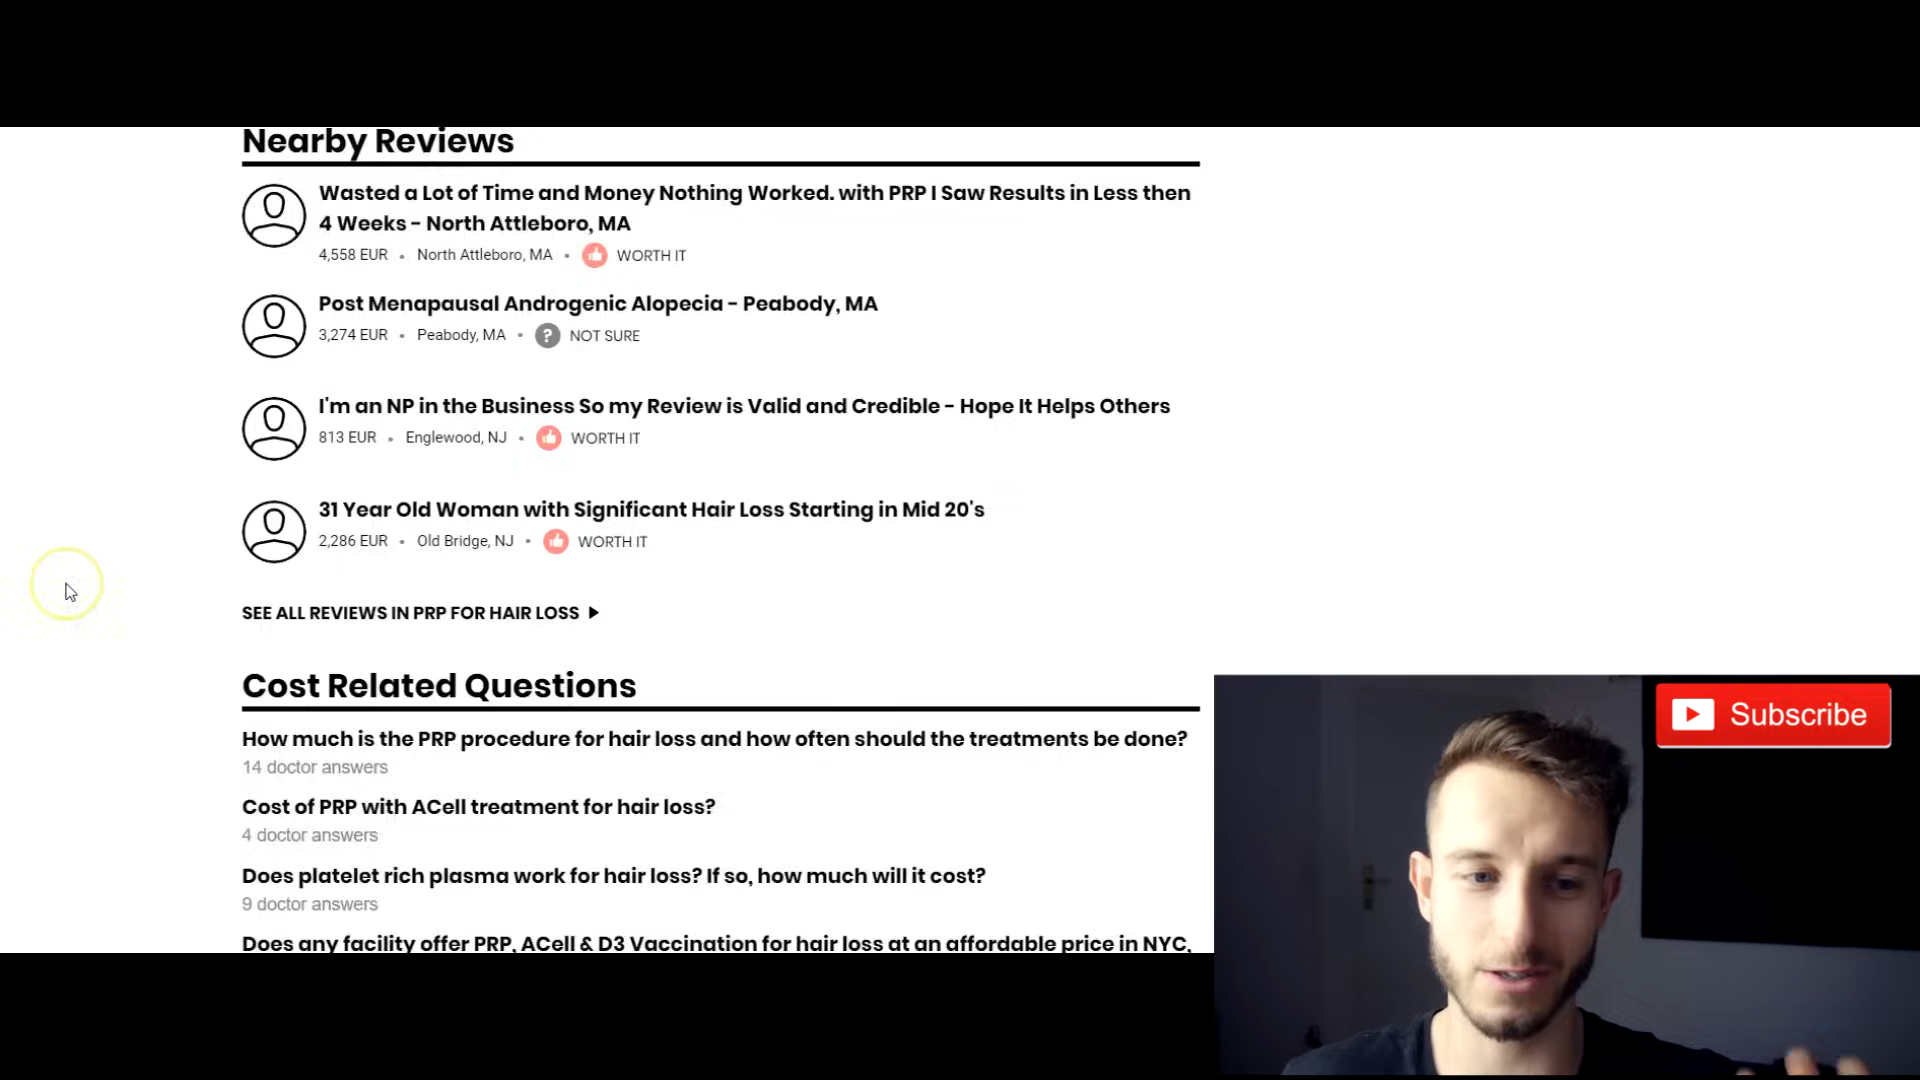 Nearby Reviews
Wasted a Lot of Time and Money Nothing Worked. with PRP I Saw Results in Less then
4 Weeks - North Attleboro, MA
4,558 EUR • North Attleboro, MA • WORTH IT
Post Menapausal Androgenic Alopecia - Peabody, MA
3,274 EUR • Peabody, MA • ? NOT SURE
I'm an NP in the Business So my Review is Valid and Credible - Hope It Helps Others
813 EUR • Englewood, NJ • WORTH IT
31 Year Old Woman with Significant Hair Loss Starting in Mid 20's
2,286 EUR • Old Bridge, NJ • WORTH IT
SEE ALL REVIEWS IN PRP FOR HAIR LOSS
Cost Related Questions
How much is the PRP procedure for hair loss and how often should the treatments be done?
14 doctor answers
Cost of PRP with ACell treatment for hair loss?
4 doctor answers
Does platelet rich plasma work for hair loss? If so, how much will it cost?
9 doctor answers
Does any facility offer PRP, ACell & D3 Vaccination for hair loss at an affordable price in NYC,
Subscribe